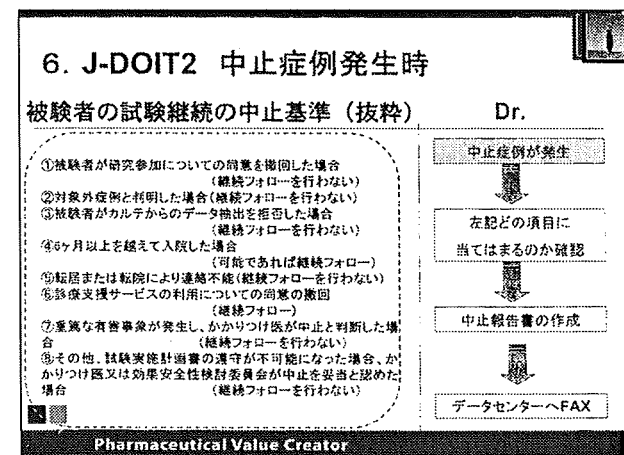 6. J-DOIT2 中止症例発生時
被験者の試験継続の中止基準（抜粋）
①被験者が研究参加についての同意を撤回した場合
（継続フォローを行わない）
②対象外症例と判明した場合(継続フォローを行わない)
③被験者がカルテからのデータ抽出を拒否した場合
（継続フォローを行わない）
④6ヶ月以上を越えて入院した場合
（可能であれば継続フォロー）
⑤転居または転院により連絡不能(継続フォローを行わない)
⑥診療支援サービスの利用についての同意の撤回
（継続フォロー）
⑦重篤な有害事象が発生し、かかりつけ医が中止と判断した場
合 （継続フォローを行わない）
⑧その他、試験実施計画書の遵守が不可能になった場合、か
かりつけ医又は効果安全性検討委員会が中止を妥当と認めた
場合 （継続フォローを行わない）
Dr.
中止症例が発生
左記どの項目に
当てはまるのか確認
中止報告書の作成
データセンターへFAX
Pharmaceutical Value Creator